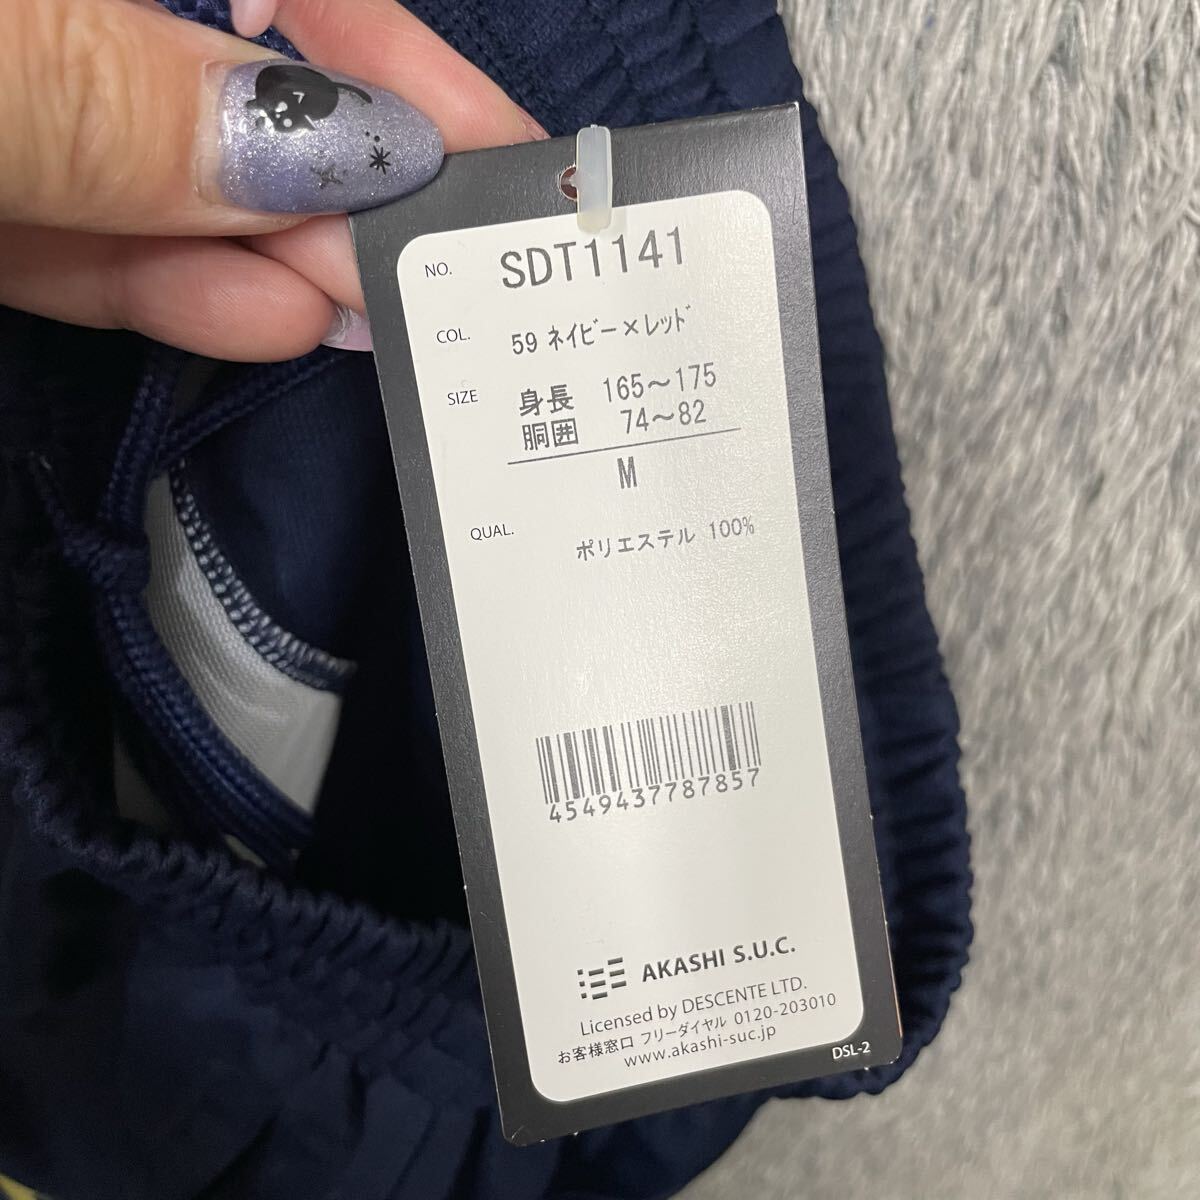 NO. SDT1141
COL. 59 ネイビー×レッド
SIZE 身長 165～175
胴囲 74～82
M
QUAL. ポリエステル 100%
4549437787857
AKASHI S.U.C.
Licensed by DESCENTE LTD.
お客様窓口 フリーダイヤル 0120-203010
www.akashi-suc.jp
DSL-2